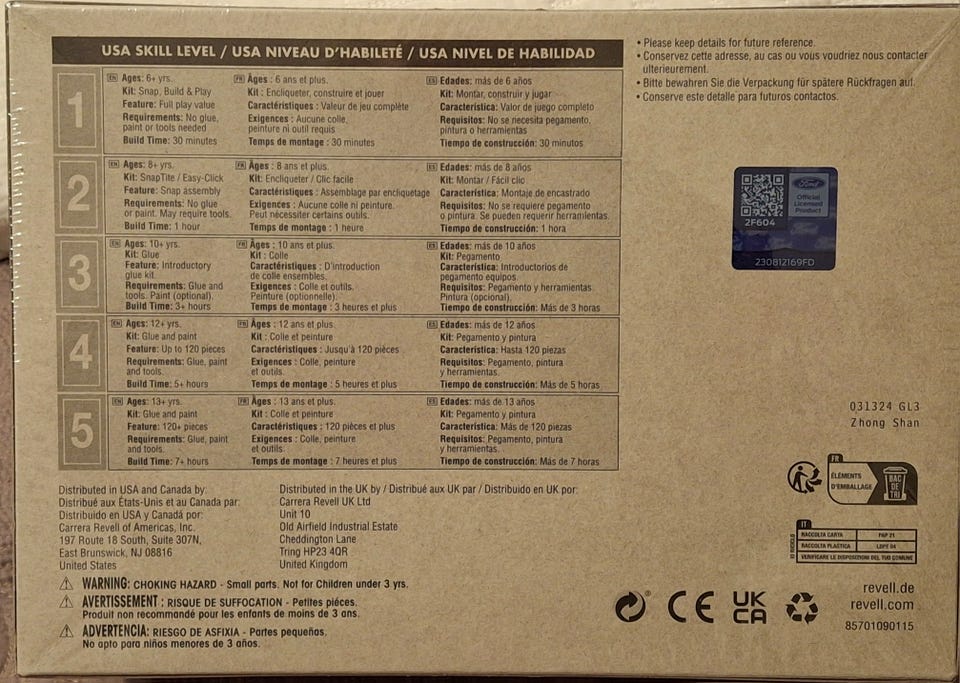 USA SKILL LEVEL / USA NIVEAU D'HABILETÉ / USA NIVEL DE HABILIDAD
1
EN Ages: 6+ yrs.
Kit: Snap, Build & Play
Feature: Full play value
Requirements: No glue,
paint or tools needed
Build Time: 30 minutes
FR Âges : 6 ans et plus.
Kit : Encliqueter, construire et jouer
Caractéristiques : Valeur de jeu complète
Exigences : Aucune colle,
peinture ni outil requis
Temps de montage : 30 minutes
ES Edades: más de 6 años
Kit: Montar, construir y jugar
Característica: Valor de juego completo
Requisitos: No se necesita pegamento,
pintura o herramientas
Tiempo de construcción: 30 minutos
2
EN Ages: 8+ yrs.
Kit: SnapTite / Easy-Click
Feature: Snap assembly
Requirements: No glue
or paint. May require tools.
Build Time: 1 hour
FR Âges : 8 ans et plus.
Kit : Encliqueter / Clic facile
Caractéristiques : Assemblage par encliquetage
Exigences : Aucune colle ni peinture.
Peut nécessiter certains outils.
Temps de montage : 1 heure
ES Edades: más de 8 años
Kit: Montar / Fácil clic
Característica: Montaje de encastrado
Requisitos: No se requiere pegamento
o pintura. Se pueden requerir herramientas.
Tiempo de construcción: 1 hora
3
EN Ages: 10+ yrs.
Kit: Glue
Feature: Introductory
glue kit.
Requirements: Glue and
tools. Paint (optional).
Build Time: 3+ hours
FR Âges : 10 ans et plus.
Kit : Colle
Caractéristiques : D'introduction
de colle ensembles.
Exigences : Colle et outils.
Peinture (optionnelle).
Temps de montage : 3 heures et plus
ES Edades: más de 10 años
Kit: Pegamento
Característica: Introductorios de
pegamento equipos.
Requisitos: Pegamento y herramientas.
Pintura (opcional).
Tiempo de construcción: Más de 3 horas
4
EN Ages: 12+ yrs.
Kit: Glue and paint
Feature: Up to 120 pieces
Requirements: Glue, paint
and tools.
Build Time: 5+ hours
FR Âges : 12 ans et plus.
Kit : Colle et peinture
Caractéristiques : Jusqu'à 120 pièces
Exigences : Colle, peinture
et outils.
Temps de montage : 5 heures et plus
ES Edades: más de 12 años
Kit: Pegamento y pintura
Característica: Hasta 120 piezas
Requisitos: Pegamento, pintura
y herramientas.
Tiempo de construcción: Más de 5 horas
5
EN Ages: 13+ yrs.
Kit: Glue and paint
Feature: 120+ pieces
Requirements: Glue, paint
and tools.
Build Time: 7+ hours
FR Âges : 13 ans et plus.
Kit : Colle et peinture
Caractéristiques : 120 pièces et plus
Exigences : Colle, peinture
et outils.
Temps de montage : 7 heures et plus
ES Edades: más de 13 años
Kit: Pegamento y pintura
Característica: Más de 120 piezas
Requisitos: Pegamento, pintura
y herramientas.
Tiempo de construcción: Más de 7 horas
• Please keep details for future reference.
• Conservez cette adresse, au cas ou vous voudriez nous contacter
ulterieurement.
• Bitte bewahren Sie die Verpackung für spätere Rückfragen auf.
• Conserve este detalle para futuros contactos.
Ford
Official
Licensed
Product
2F604
230812169FD
031324 GL3
Zhong Shan
FR
ÉLÉMENTS
D'EMBALLAGE
BAC
DE
TRI
IT
IO RICICLO
RACCOLTA CARTA PAP 21
RACCOLTA PLASTICA LDPE 04
VERIFICARE LE DISPOSIZIONI DEL TUO COMUNE
Distributed in USA and Canada by:
Distribué aux États-Unis et au Canada par:
Distribuido en USA y Canadá por:
Carrera Revell of Americas, Inc.
197 Route 18 South, Suite 307N,
East Brunswick, NJ 08816
United States
Distributed in the UK by / Distribué aux UK par / Distribuido en UK por:
Carrera Revell UK Ltd
Unit 10
Old Airfield Industrial Estate
Cheddington Lane
Tring HP23 4QR
United Kingdom
WARNING: CHOKING HAZARD - Small parts. Not for Children under 3 yrs.
AVERTISSEMENT : RISQUE DE SUFFOCATION - Petites piéces.
Produit non recommandé pour les enfants de moins de 3 ans.
ADVERTENCIA: RIESGO DE ASFIXIA - Partes pequeñas.
No apto para niños menores de 3 años.
CE
UK
CA
revell.de
revell.com
85701090115